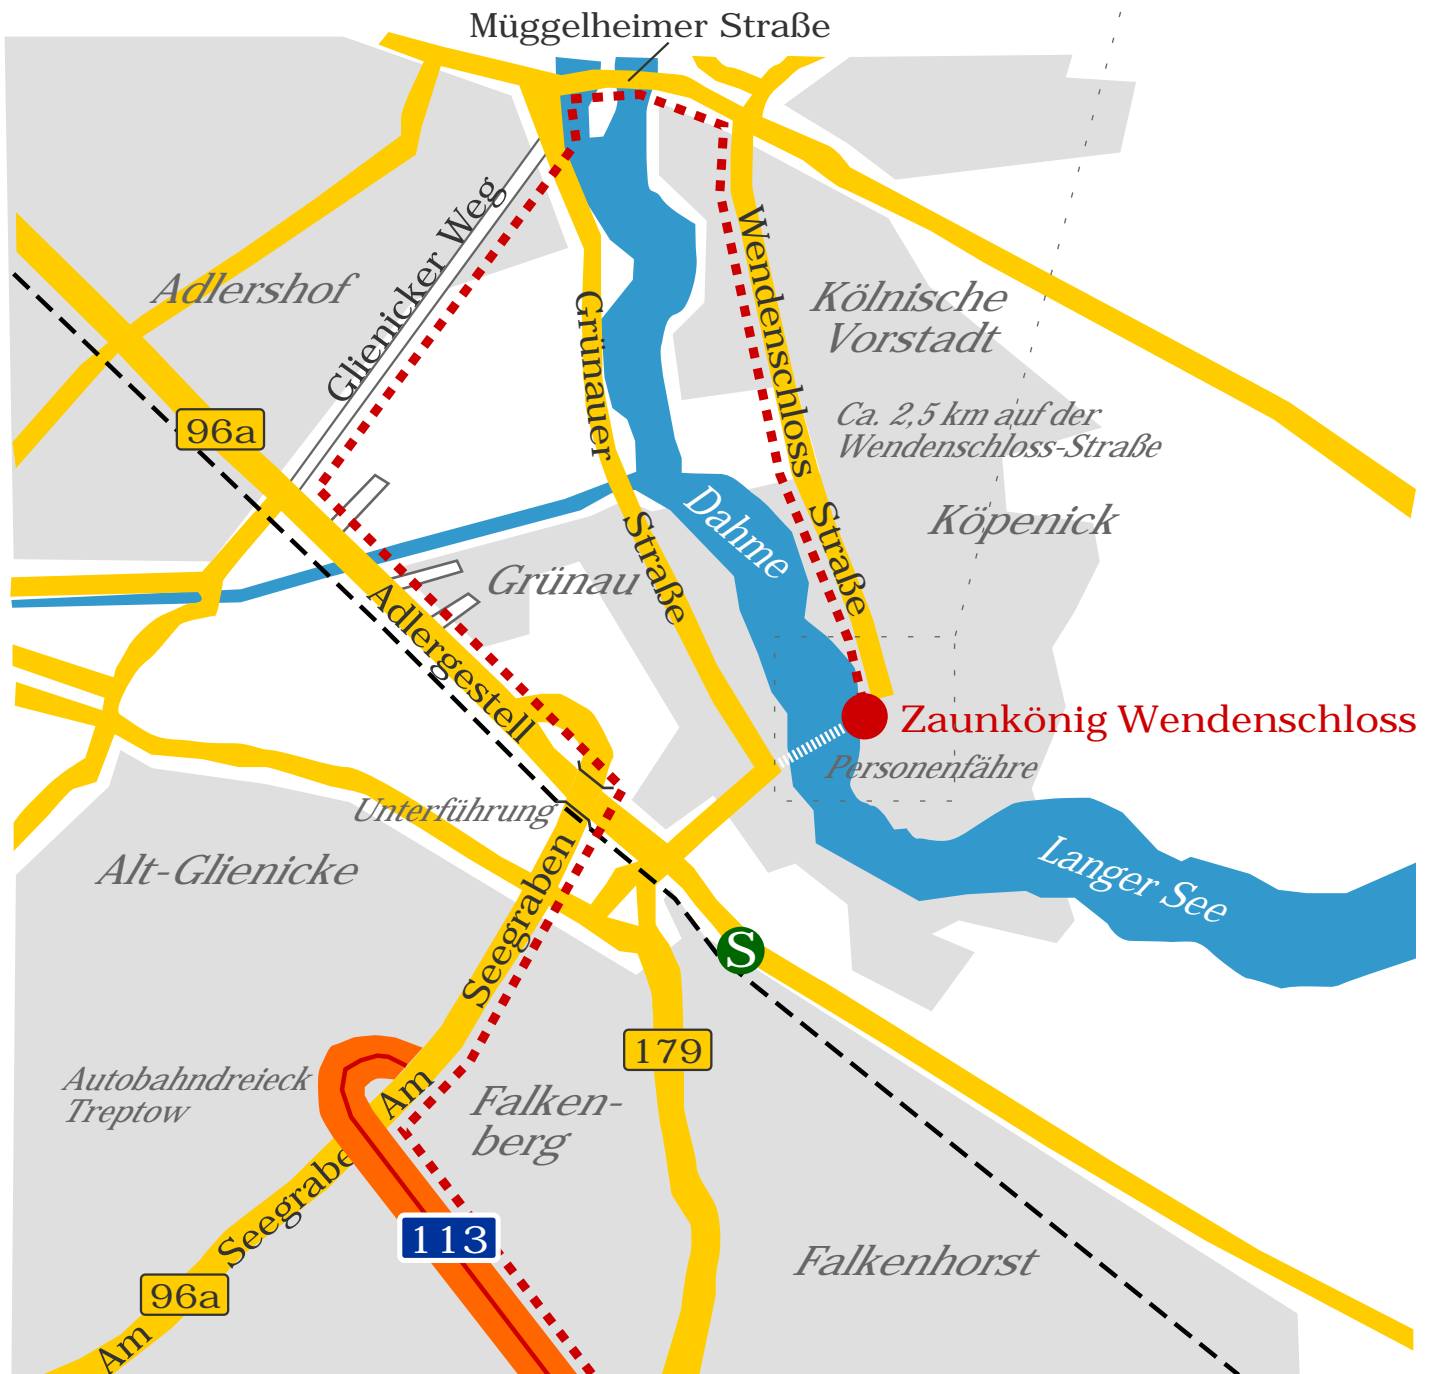 Müggelheimer Straße
Glienicker Weg
Adlershof
Wendenschloss Straße
Kölnische
Vorstadt
Grünauer Straße
96a
Ca. 2,5 km auf der
Wendenschloss-Straße
Dahme
Köpenick
Grünau
Adlergestell
Zaunkönig Wendenschloss
Personenfähre
Unterführung
Alt-Glienicke
Langer See
Am Seegraben
S
179
Autobahndreieck
Treptow
Falken-
berg
Am Seegrabe
113
Falkenhorst
96a